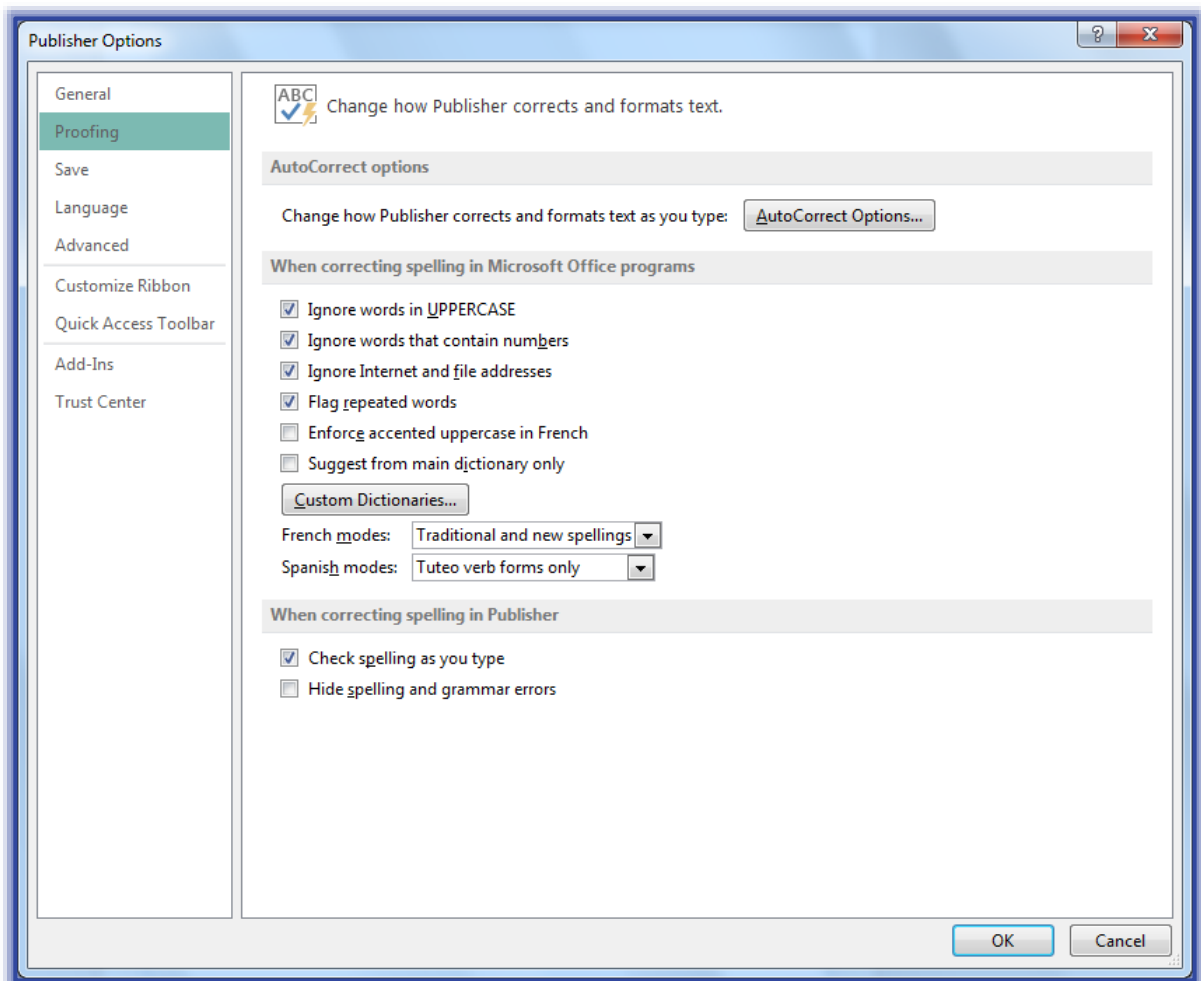 Publisher Options
General
Proofing
Save
Language
Advanced
Customize Ribbon
Quick Access Toolbar
Add-Ins
Trust Center
ABC
Change how Publisher corrects and formats text.
AutoCorrect options
Change how Publisher corrects and formats text as you type: AutoCorrect Options...
When correcting spelling in Microsoft Office programs
Ignore words in UPPERCASE
Ignore words that contain numbers
Ignore Internet and file addresses
Flag repeated words
Enforce accented uppercase in French
Suggest from main dictionary only
Custom Dictionaries...
French modes: Traditional and new spellings
Spanish modes: Tuteo verb forms only
When correcting spelling in Publisher
Check spelling as you type
Hide spelling and grammar errors
OK Cancel